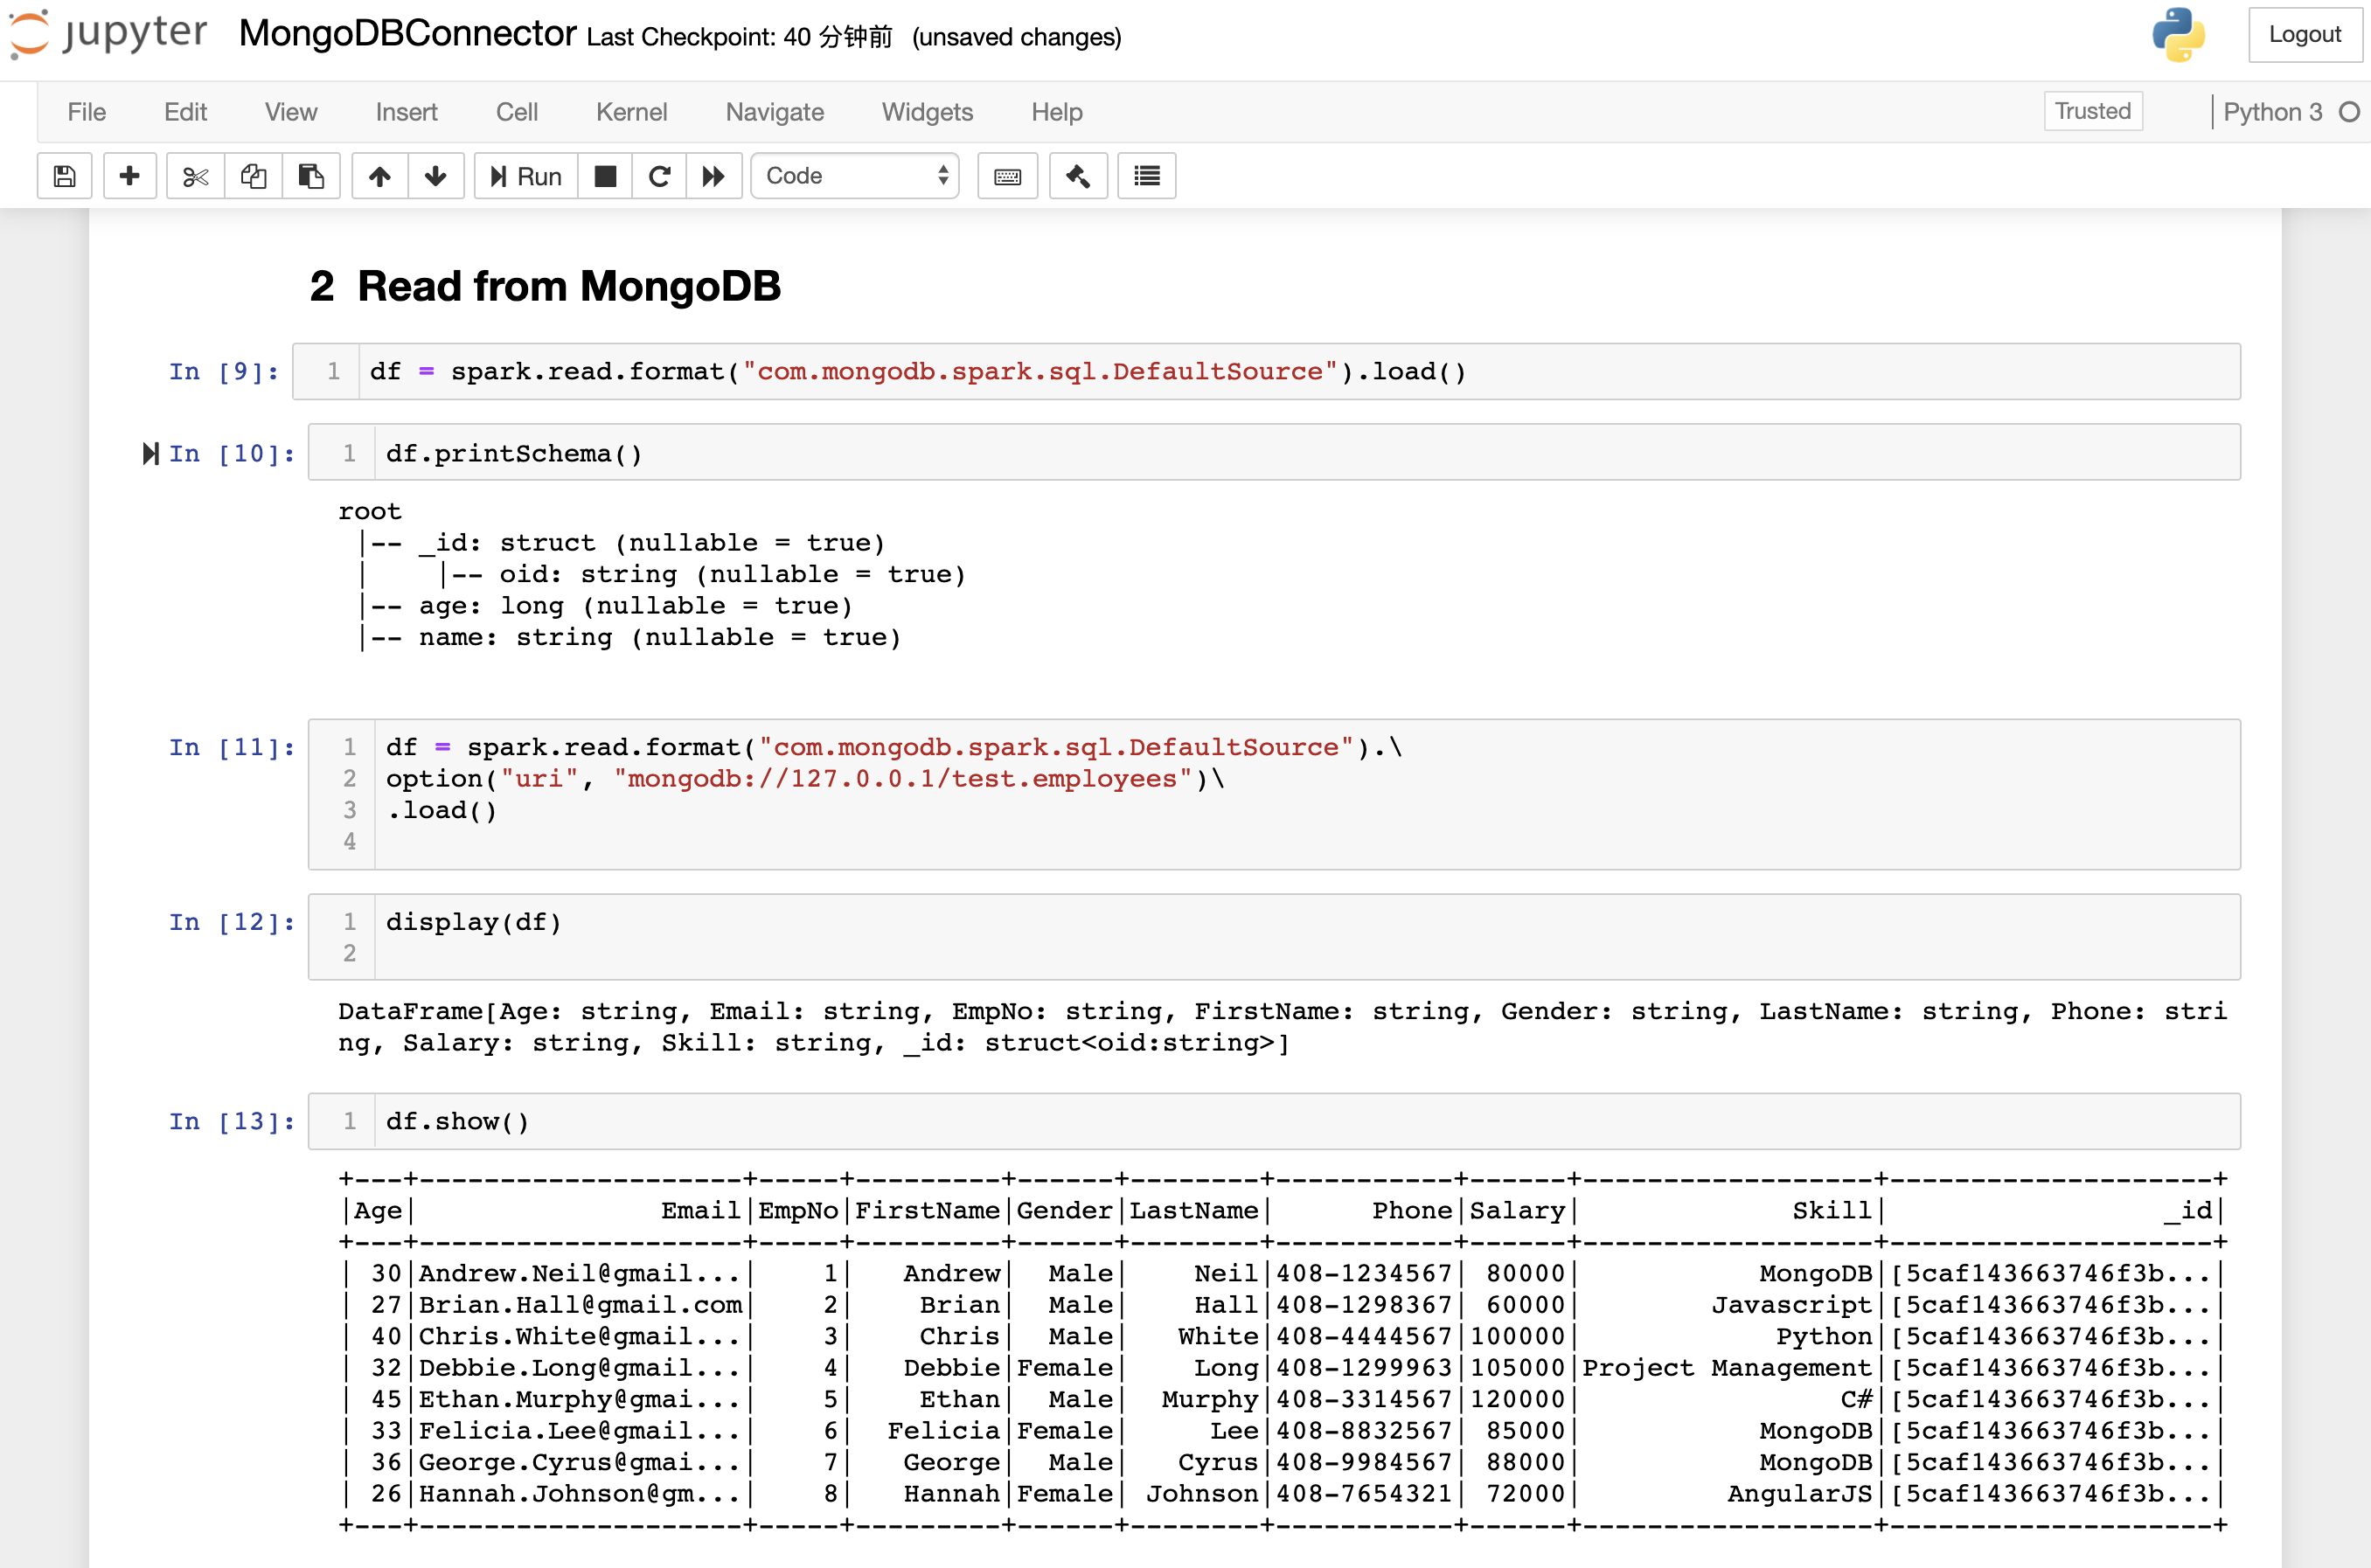 jupyter MongoDBConnector Last Checkpoint: 40 分钟前 (unsaved changes) Logout
File Edit View Insert Cell Kernel Navigate Widgets Help Trusted Python 3
Run Code
2 Read from MongoDB
In [9]: 1 df = spark.read.format("com.mongodb.spark.sql.DefaultSource").load()
In [10]: 1 df.printSchema()
root
 |-- _id: struct (nullable = true)
 |    |-- oid: string (nullable = true)
 |-- age: long (nullable = true)
 |-- name: string (nullable = true)
In [11]: 1 df = spark.read.format("com.mongodb.spark.sql.DefaultSource").\
2 option("uri", "mongodb://127.0.0.1/test.employees")\
3 .load()
4
In [12]: 1 display(df)
2
DataFrame[Age: string, Email: string, EmpNo: string, FirstName: string, Gender: string, LastName: string, Phone: stri
ng, Salary: string, Skill: string, _id: struct<oid:string>]
In [13]: 1 df.show()
+---+--------------------+-----+---------+------+--------+-----------+------+------------------+--------------------+
|Age|               Email|EmpNo|FirstName|Gender|LastName|      Phone|Salary|             Skill|                 _id|
+---+--------------------+-----+---------+------+--------+-----------+------+------------------+--------------------+
| 30|Andrew.Neil@gmail...|    1|   Andrew|  Male|    Neil|408-1234567| 80000|           MongoDB|[5caf143663746f3b...|
| 27|Brian.Hall@gmail.com|    2|    Brian|  Male|    Hall|408-1298367| 60000|        Javascript|[5caf143663746f3b...|
| 40|Chris.White@gmail...|    3|    Chris|  Male|   White|408-4444567|100000|            Python|[5caf143663746f3b...|
| 32|Debbie.Long@gmail...|    4|   Debbie|Female|    Long|408-1299963|105000|Project Management|[5caf143663746f3b...|
| 45|Ethan.Murphy@gmai...|    5|    Ethan|  Male|  Murphy|408-3314567|120000|                C#|[5caf143663746f3b...|
| 33|Felicia.Lee@gmail...|    6|  Felicia|Female|     Lee|408-8832567| 85000|           MongoDB|[5caf143663746f3b...|
| 36|George.Cyrus@gmai...|    7|   George|  Male|   Cyrus|408-9984567| 88000|           MongoDB|[5caf143663746f3b...|
| 26|Hannah.Johnson@gm...|    8|   Hannah|Female| Johnson|408-7654321| 72000|         AngularJS|[5caf143663746f3b...|
+---+--------------------+-----+---------+------+--------+-----------+------+------------------+--------------------+